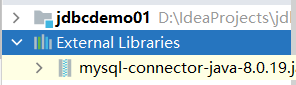 jdbcdemo01 D:\IdeaProjects\jd
External Libraries
mysql-connector-java-8.0.19.j